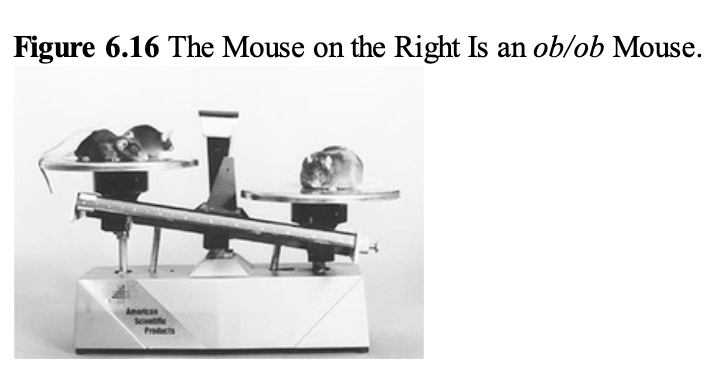 Figure 6.16 The Mouse on the Right Is an ob/ob Mouse.
American
Scientific
Products